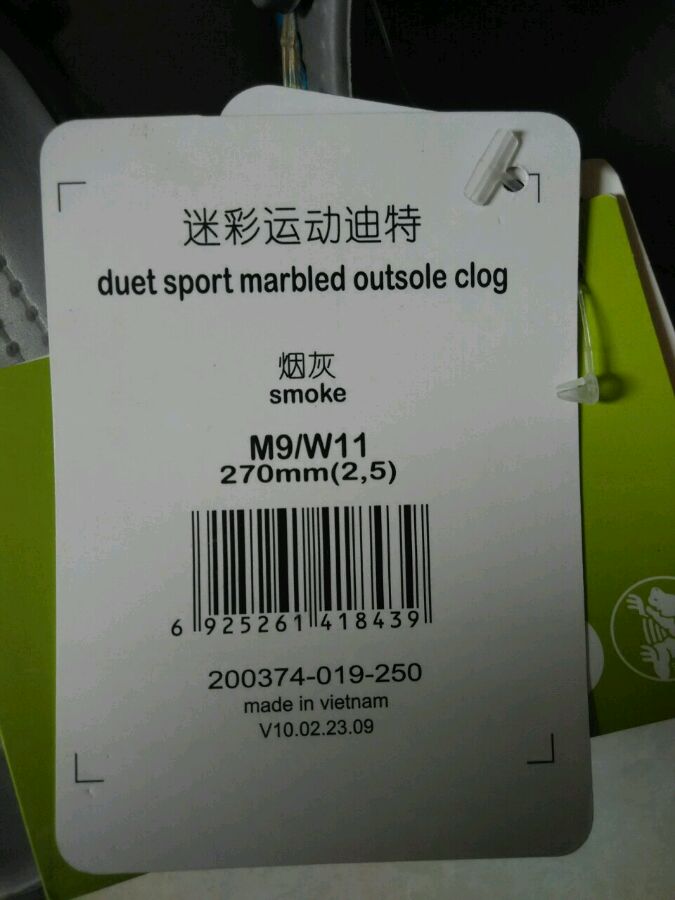 迷彩运动迪特
duet sport marbled outsole clog
烟灰
smoke
M9/W11
270mm(2,5)
6 925261 418439
200374-019-250
made in vietnam
V10.02.23.09